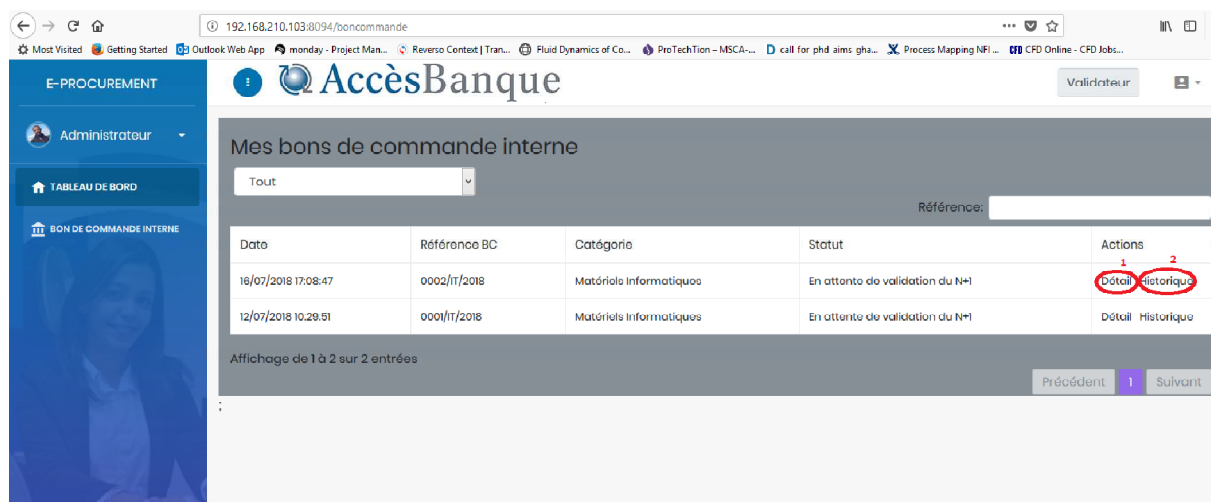 192.168.210.103:8094/boncommande
Most Visited Getting Started Outlook Web App monday - Project Man... Reverso Context | Tran... Fluid Dynamics of Co... ProTechTion – MSCA-... call for phd aims gha... Process Mapping NFI ... CFD CFD Online - CFD Jobs...
E-PROCUREMENT
AccèsBanque
Validateur
Administrateur
Mes bons de commande interne
Tout
TABLEAU DE BORD
Référence:
BON DE COMMANDE INTERNE
Date Référence BC Catégorie Statut Actions
1 2
16/07/2018 17:08:47 0002/IT/2018 Matériels Informatiques En attente de validation du N+1 Détail Historique
12/07/2018 10:29:51 0001/IT/2018 Matériels Informatiques En attente de validation du N+1 Détail Historique
Affichage de 1 à 2 sur 2 entrées
Précédent 1 Suivant
;